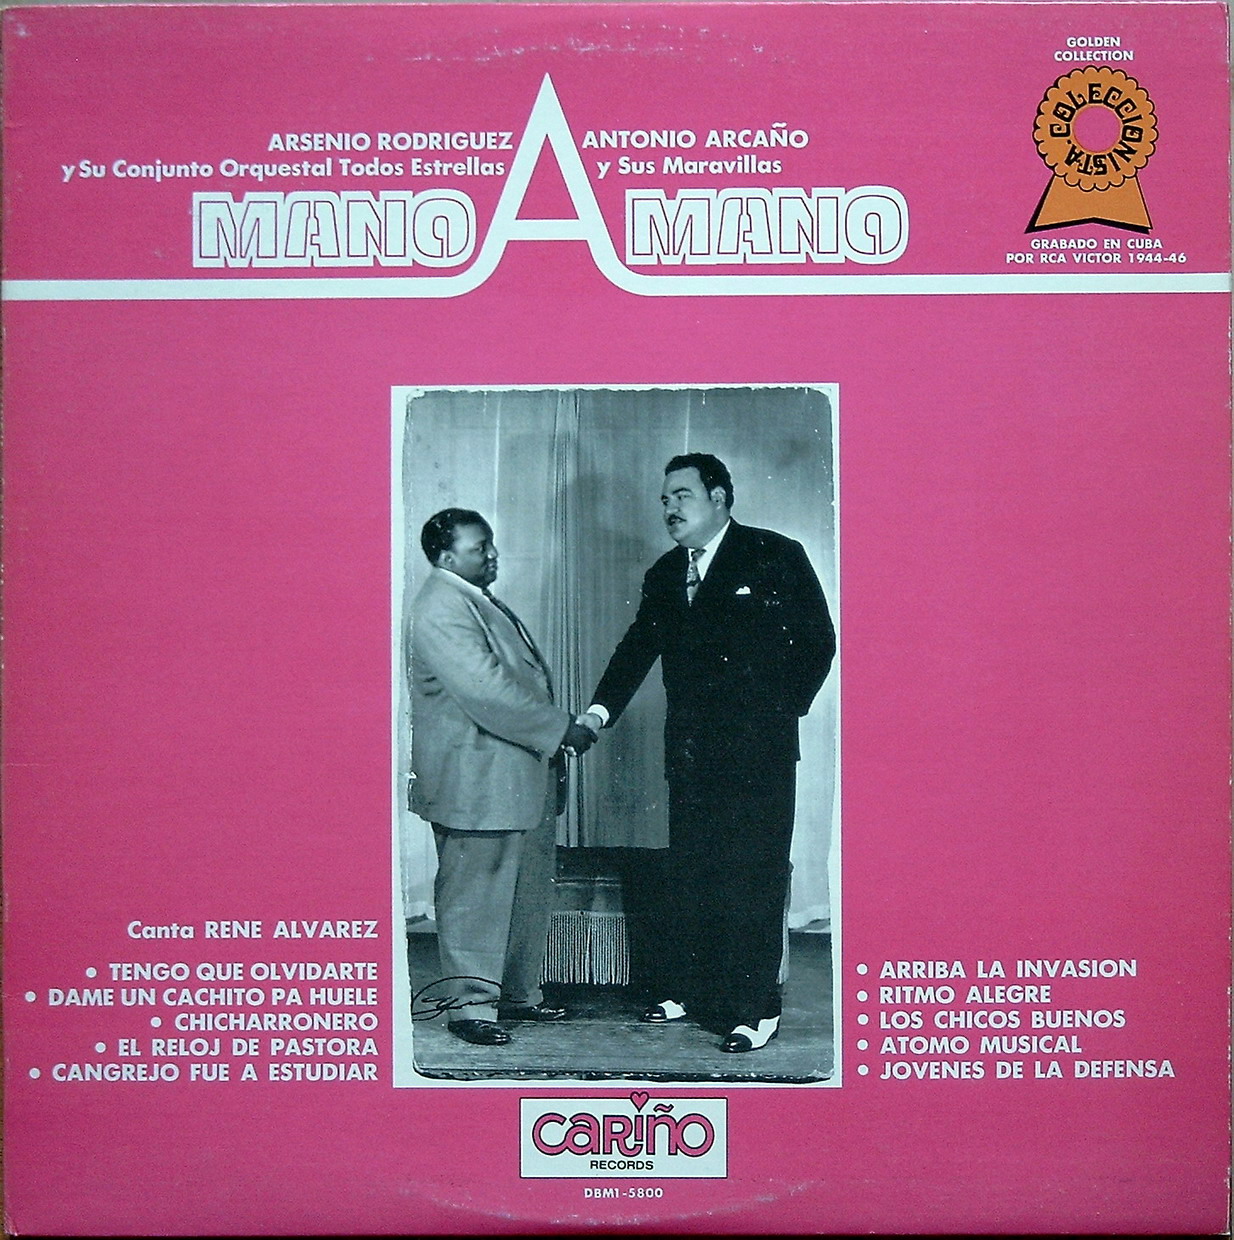 GOLDEN
COLLECTION
COLECCIONISTA
GRABADO EN CUBA
POR RCA VICTOR 1944-46
ARSENIO RODRIGUEZ
y Su Conjunto Orquestal Todos Estrellas
ANTONIO ARCAÑO
y Sus Maravillas
MANO A MANO
Canta RENE ALVAREZ
• TENGO QUE OLVIDARTE
• DAME UN CACHITO PA HUELE
• CHICHARRONERO
• EL RELOJ DE PASTORA
• CANGREJO FUE A ESTUDIAR
• ARRIBA LA INVASION
• RITMO ALEGRE
• LOS CHICOS BUENOS
• ATOMO MUSICAL
• JOVENES DE LA DEFENSA
cariño
RECORDS
DBM1-5800